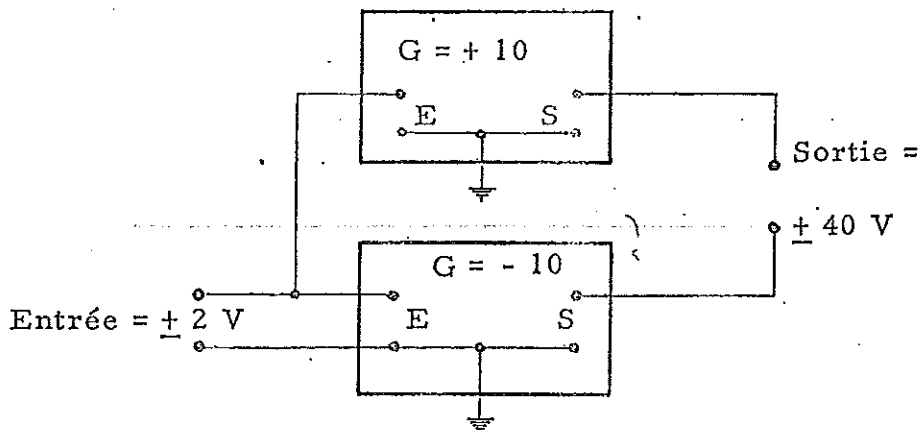 G = + 10
E S
Sortie =
± 40 V
G = - 10
Entrée = ± 2 V
E S